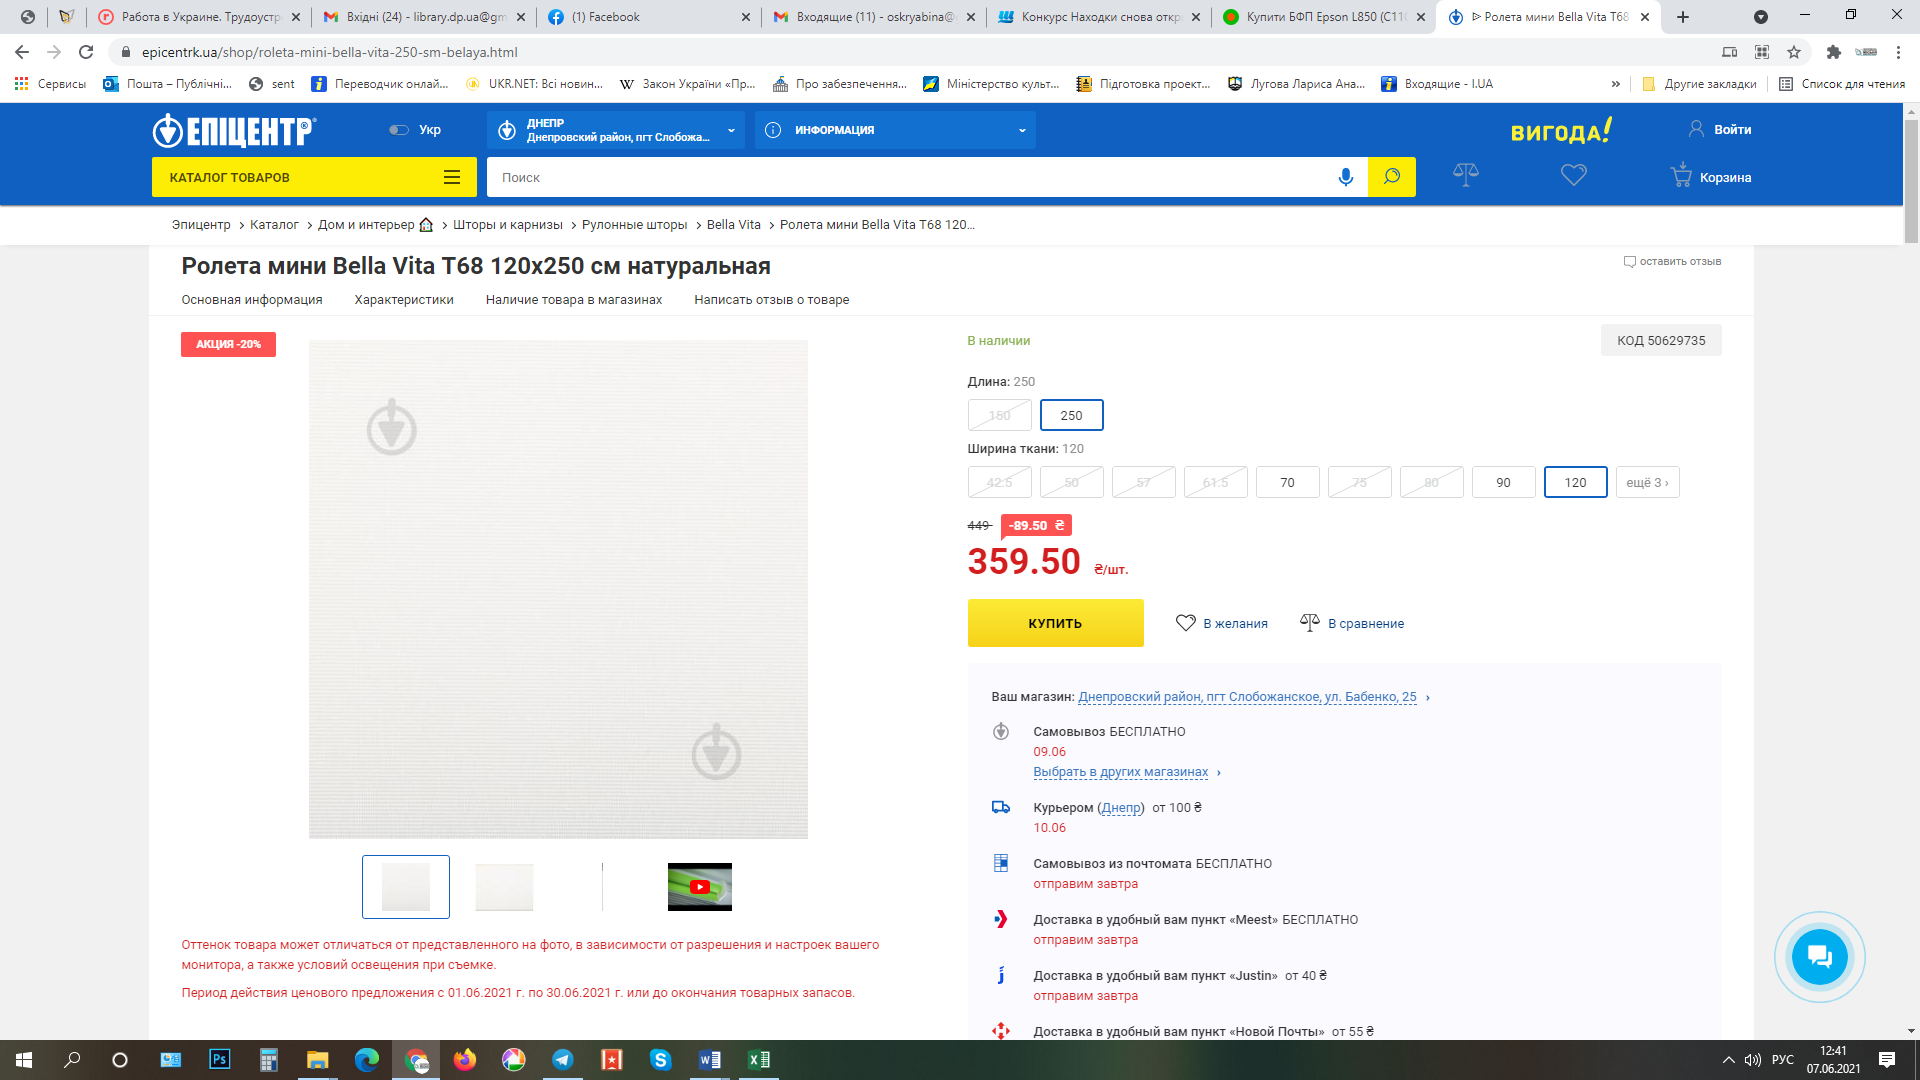 Работа в Украине. Трудоустр
Вхідні (24) - library.dp.ua@gm
(1) Facebook
Входящие (11) - oskryabina@
Конкурс Находки снова откр
Купити БФП Epson L850 (C11
Ролета мини Bella Vita T68
epicentrk.ua/shop/roleta-mini-bella-vita-250-sm-belaya.html
Сервисы
Пошта – Публічні...
sent
Переводчик онлай...
UKR.NET: Всі новин...
Закон України «Пр...
Про забезпечення...
Міністерство культ...
Підготовка проект...
Лугова Лариса Ана...
Входящие - I.UA
»
Другие закладки
Список для чтения
ЕПІЦЕНТР®
Укр
ДНЕПР
Днепровский район, пгт Слобожа...
ИНФОРМАЦИЯ
ВИГОДА!
Войти
КАТАЛОГ ТОВАРОВ
Поиск
Корзина
Эпицентр > Каталог > Дом и интерьер > Шторы и карнизы > Рулонные шторы > Bella Vita > Ролета мини Bella Vita T68 120...
Ролета мини Bella Vita T68 120x250 см натуральная
оставить отзыв
Основная информация
Характеристики
Наличие товара в магазинах
Написать отзыв о товаре
АКЦИЯ -20%
В наличии
КОД 50629735
Длина: 250
150
250
Ширина ткани: 120
42.5
50
57
61.5
70
75
80
90
120
ещё 3 ›
449
-89.50 ₴
359.50 ₴/шт.
КУПИТЬ
В желания
В сравнение
Ваш магазин: Днепровский район, пгт Слобожанское, ул. Бабенко, 25 ›
Самовывоз БЕСПЛАТНО
09.06
Выбрать в других магазинах ›
Курьером (Днепр) от 100 ₴
10.06
Самовывоз из почтомата БЕСПЛАТНО
отправим завтра
Доставка в удобный вам пункт «Meest» БЕСПЛАТНО
отправим завтра
Доставка в удобный вам пункт «Justin» от 40 ₴
отправим завтра
Доставка в удобный вам пункт «Новой Почты» от 55 ₴
Оттенок товара может отличаться от представленного на фото, в зависимости от разрешения и настроек вашего
монитора, а также условий освещения при съемке.
Период действия ценового предложения с 01.06.2021 г. по 30.06.2021 г. или до окончания товарных запасов.
Ps
РУС
12:41
07.06.2021